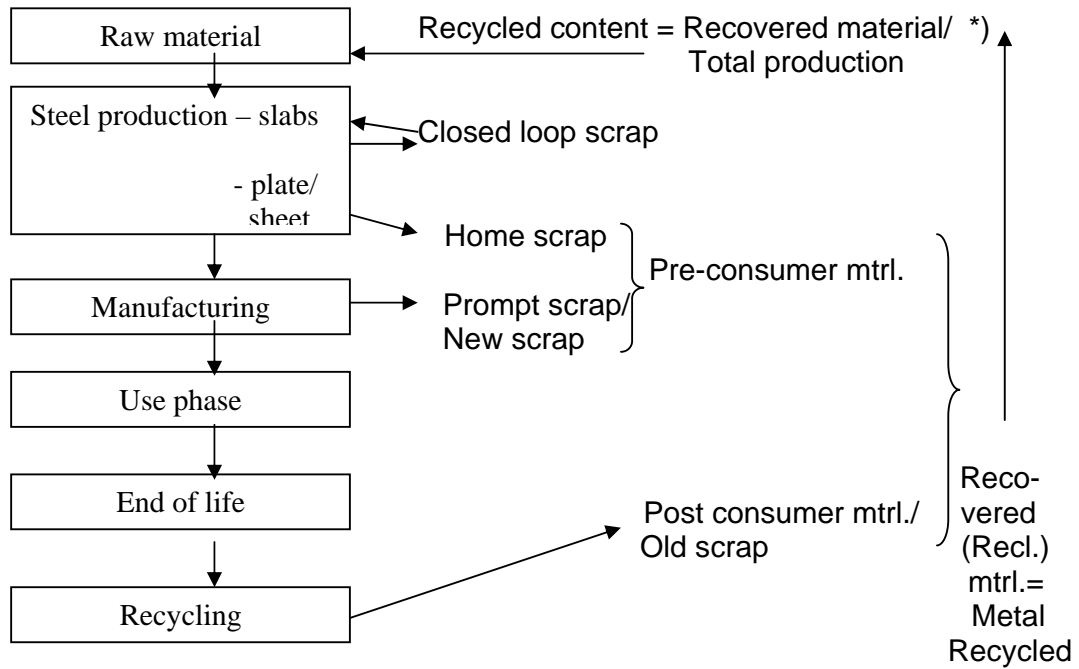 Raw material
Recycled content = Recovered material/ *)
Total production
Steel production – slabs
Closed loop scrap
- plate/
sheet
Home scrap
Pre-consumer mtrl.
Manufacturing
Prompt scrap/
New scrap
Use phase
End of life
Post consumer mtrl./
Old scrap
Reco-
vered
(Recl.)
mtrl.=
Metal
Recycled
Recycling